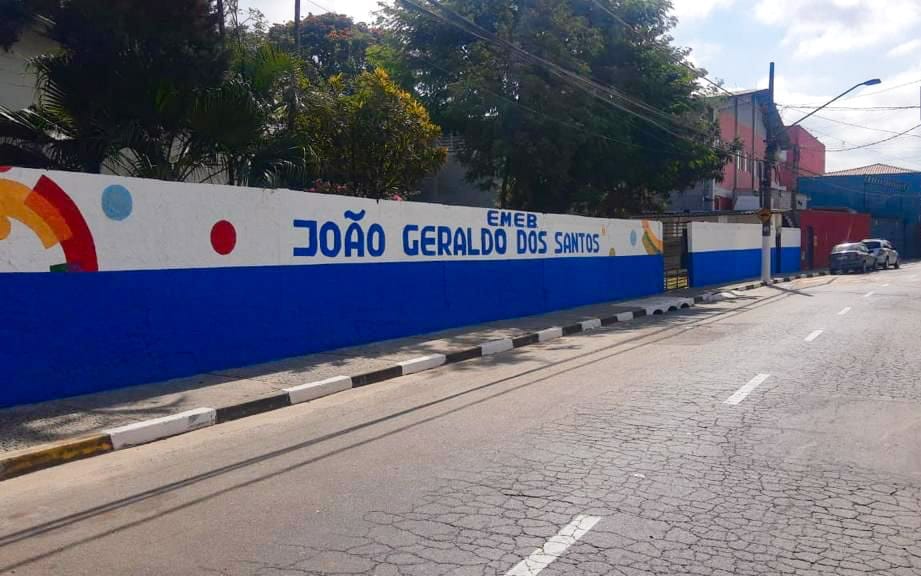 EMEB
JOÃO GERALDO DOS SANTOS